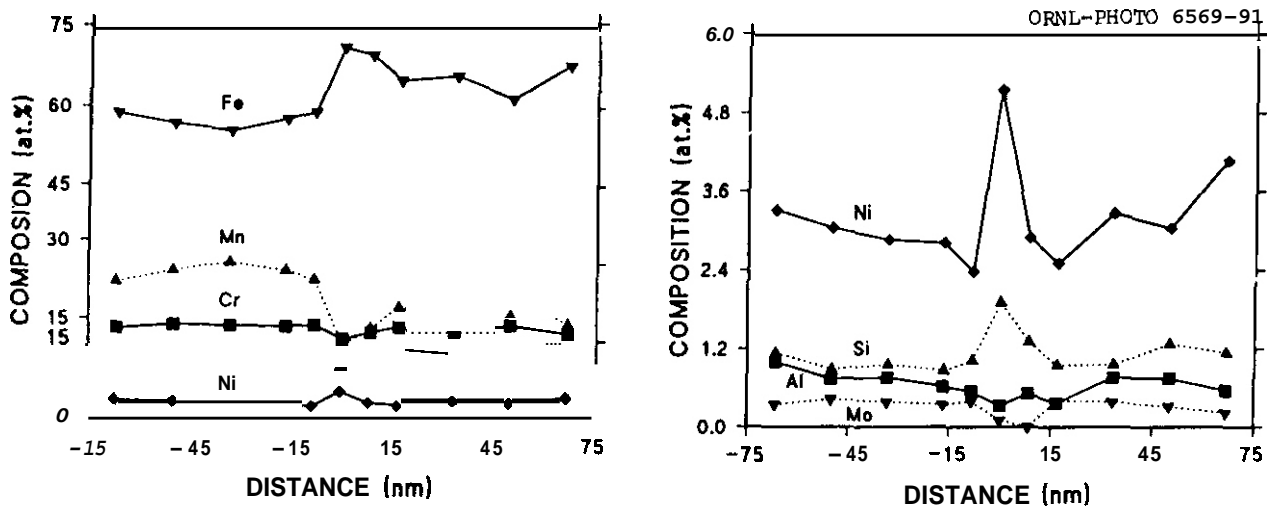 ORNL-PHOTO 6569-91
75
60
45
30
15
15
0
COMPOSION (at.%)
Fe
Mn
Cr
Ni
-15
-45
-15
15
45
75
DISTANCE (nm)
6.0
4.8
3.6
2.4
1.2
0.0
COMPOSITION (at.%)
Ni
Si
Al
Mo
-75
-45
-15
15
45
75
DISTANCE (nm)